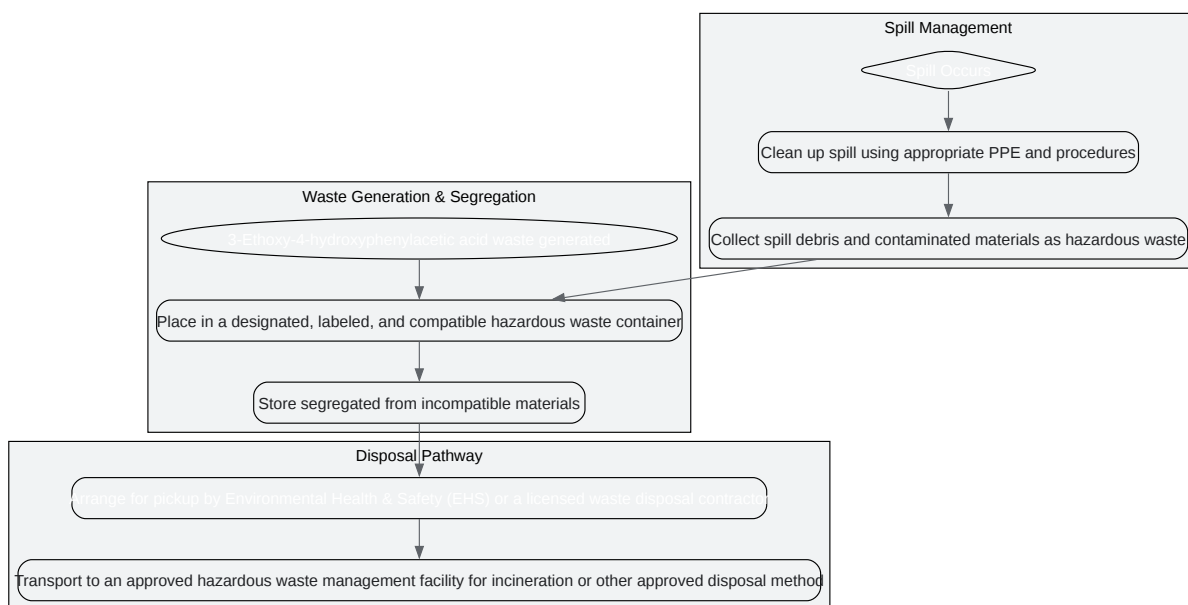 Spill Management
Spill Occurs
Clean up spill using appropriate PPE and procedures
Collect spill debris and contaminated materials as hazardous waste
Waste Generation & Segregation
3-Ethoxy-4-hydroxyphenylacetic acid waste generated
Place in a designated, labeled, and compatible hazardous waste container
Store segregated from incompatible materials
Disposal Pathway
Arrange for pickup by Environmental Health & Safety (EHS) or a licensed waste disposal contractor
Transport to an approved hazardous waste management facility for incineration or other approved disposal method